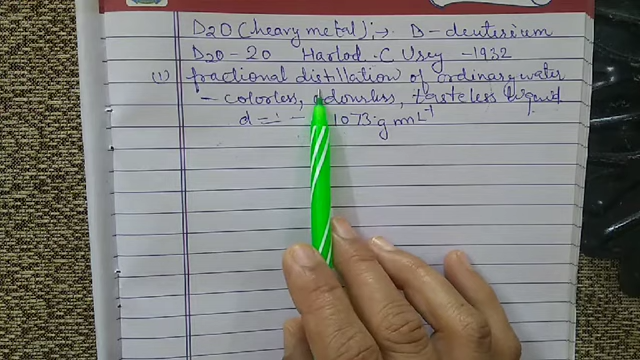 D2O (heavy metal) ;→ D - deuterium
D2O - 20 Harlod . C Urey - 1932
(1) fractional distillation of ordinary water
- colorless, odourless, tasteless liquid
d = 1073 g mL⁻¹